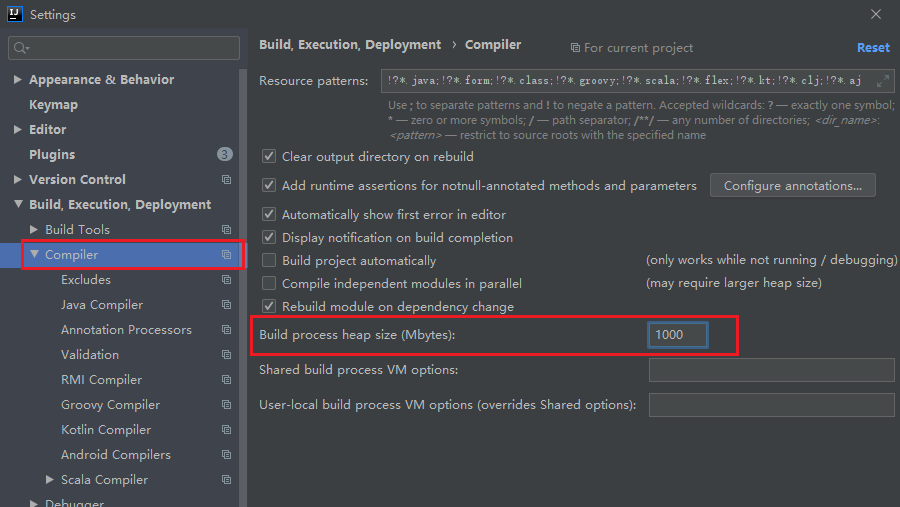 IJ Settings
Appearance & Behavior
Keymap
Editor
Plugins 3
Version Control
Build, Execution, Deployment
Build Tools
Compiler
Excludes
Java Compiler
Annotation Processors
Validation
RMI Compiler
Groovy Compiler
Kotlin Compiler
Android Compilers
Scala Compiler
Debugger
Build, Execution, Deployment › Compiler For current project Reset
Resource patterns: !?*.java;!?*.form;!?*.class;!?*.groovy;!?*.scala;!?*.flex;!?*.kt;!?*.clj;!?*.aj
Use ; to separate patterns and ! to negate a pattern. Accepted wildcards: ? — exactly one symbol;
* — zero or more symbols; / — path separator; /**/ — any number of directories; <dir_name>:
<pattern> — restrict to source roots with the specified name
Clear output directory on rebuild
Add runtime assertions for notnull-annotated methods and parameters Configure annotations...
Automatically show first error in editor
Display notification on build completion
Build project automatically (only works while not running / debugging)
Compile independent modules in parallel (may require larger heap size)
Rebuild module on dependency change
Build process heap size (Mbytes): 1000
Shared build process VM options:
User-local build process VM options (overrides Shared options):